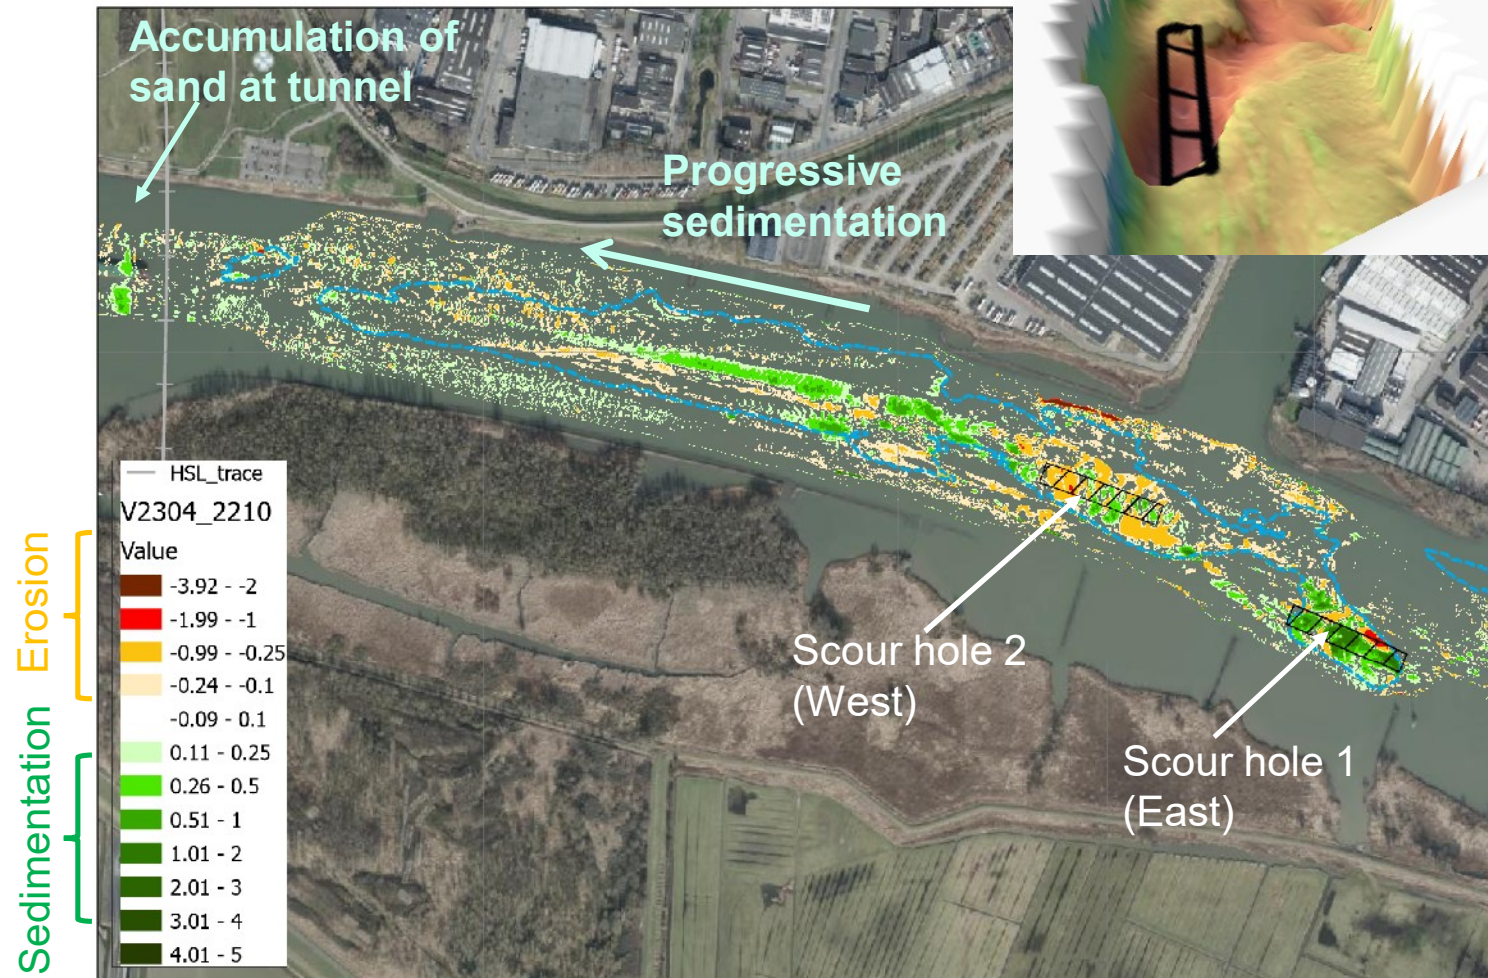 Accumulation of
sand at tunnel
Progressive
sedimentation
HSL_trace
V2304_2210
Value
-3.92 - -2
-1.99 - -1
-0.99 - -0.25
-0.24 - -0.1
-0.09 - 0.1
0.11 - 0.25
0.26 - 0.5
0.51 - 1
1.01 - 2
2.01 - 3
3.01 - 4
4.01 - 5
Erosion
Sedimentation
Scour hole 2
(West)
Scour hole 1
(East)